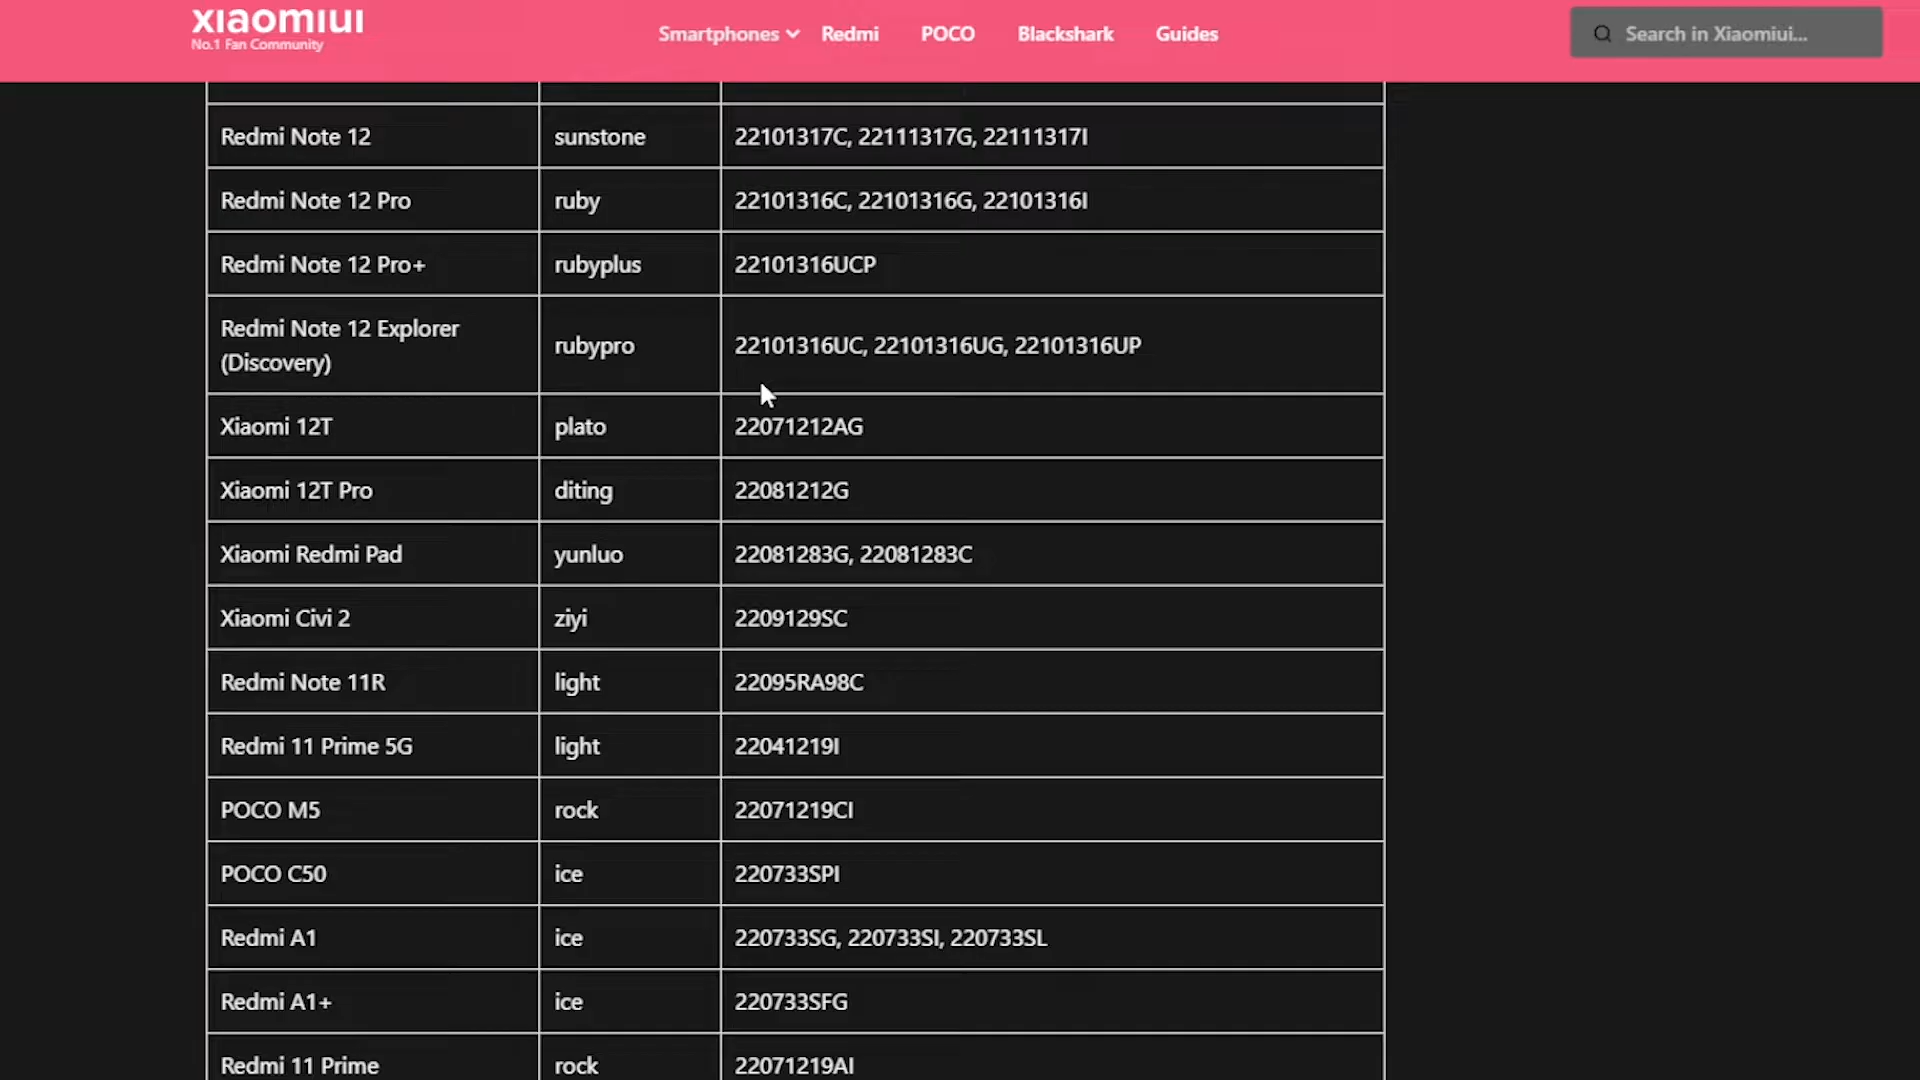 xiaomiui
No.1 Fan Community
Smartphones Redmi POCO Blackshark Guides
Search in Xiaomiui...
Redmi Note 12 sunstone 22101317C, 22111317G, 22111317I
Redmi Note 12 Pro ruby 22101316C, 22101316G, 22101316I
Redmi Note 12 Pro+ rubyplus 22101316UCP
Redmi Note 12 Explorer
(Discovery) rubypro 22101316UC, 22101316UG, 22101316UP
Xiaomi 12T plato 22071212AG
Xiaomi 12T Pro diting 22081212G
Xiaomi Redmi Pad yunluo 22081283G, 22081283C
Xiaomi Civi 2 ziyi 2209129SC
Redmi Note 11R light 22095RA98C
Redmi 11 Prime 5G light 22041219I
POCO M5 rock 22071219CI
POCO C50 ice 220733SPI
Redmi A1 ice 220733SG, 220733SI, 220733SL
Redmi A1+ ice 220733SFG
Redmi 11 Prime rock 22071219AI